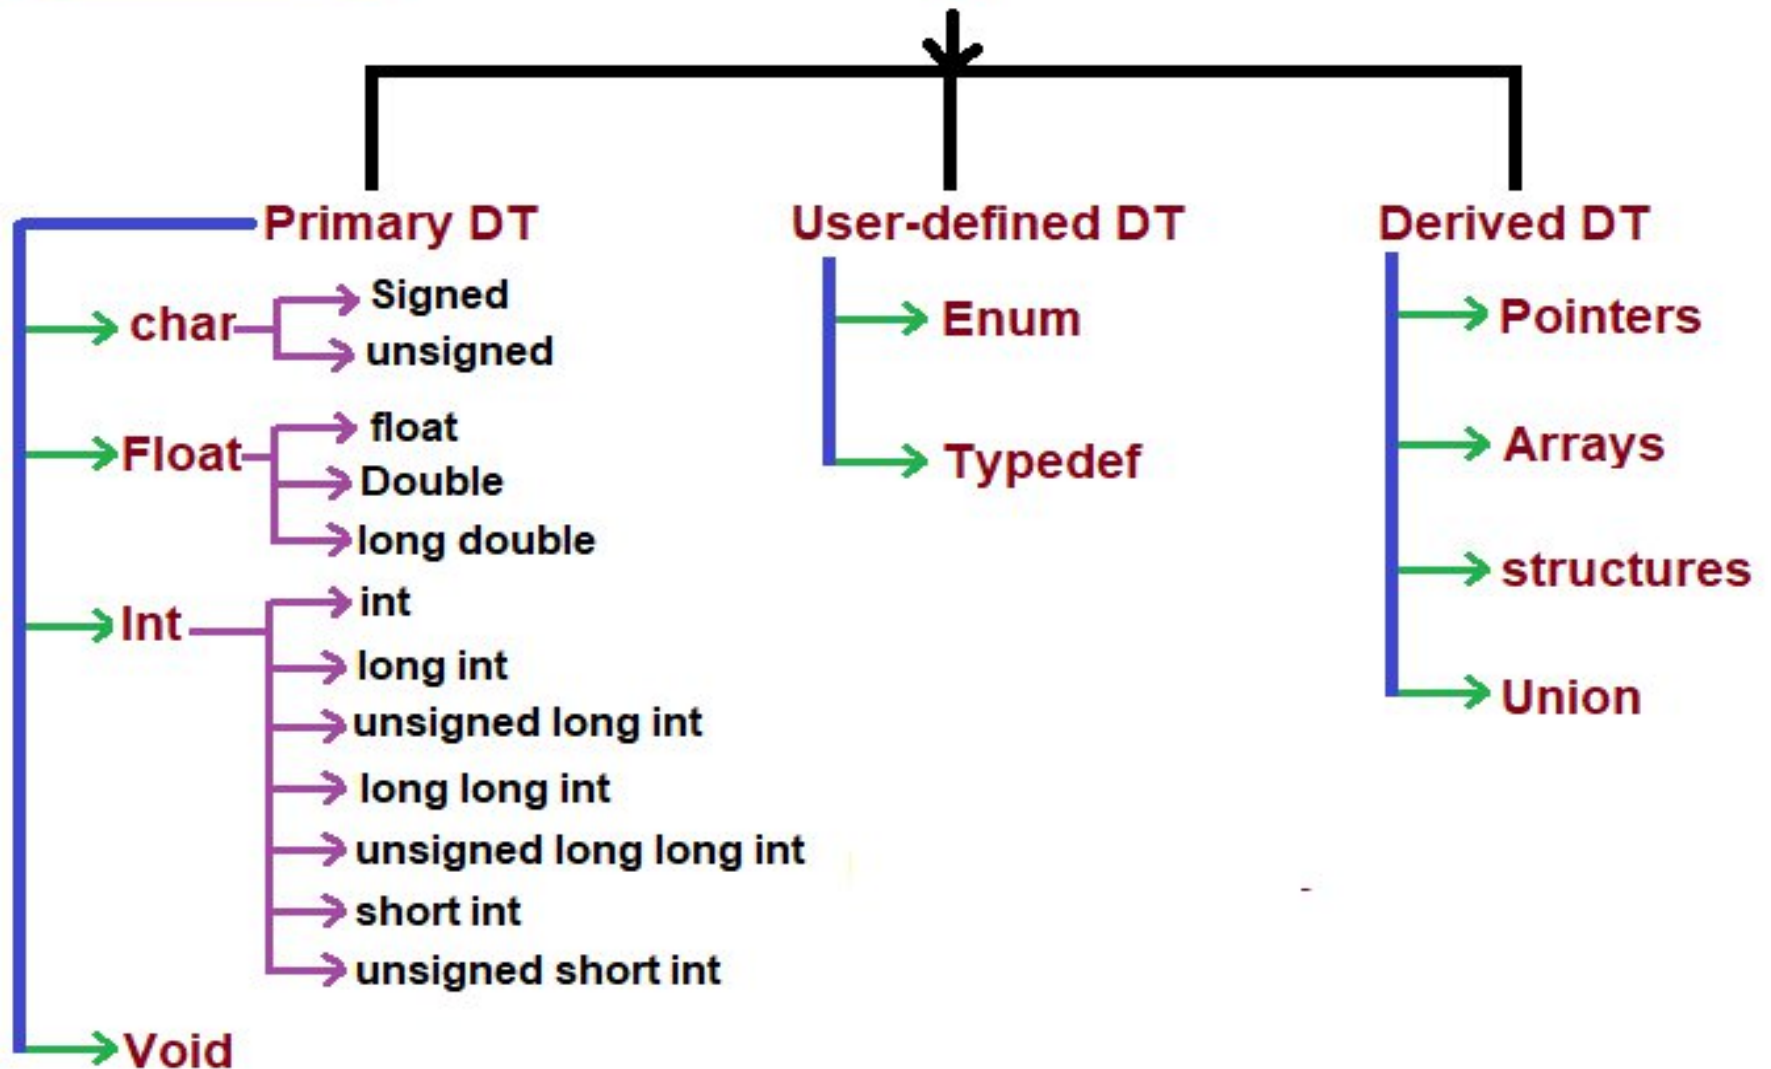 Primary DT
char
Signed
unsigned
Float
float
Double
long double
Int
int
long int
unsigned long int
long long int
unsigned long long int
short int
unsigned short int
Void
User-defined DT
Enum
Typedef
Derived DT
Pointers
Arrays
structures
Union